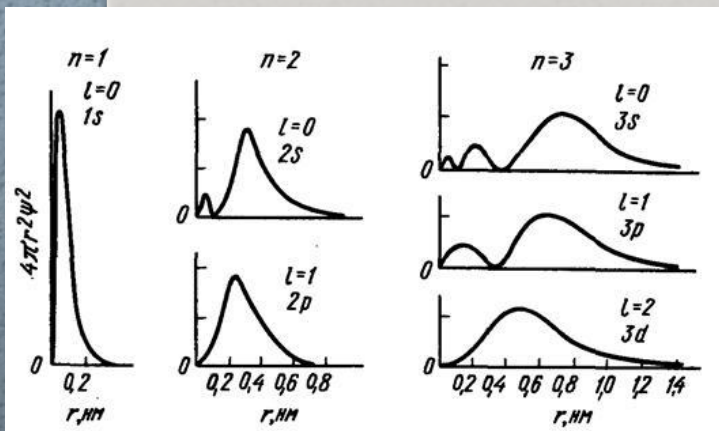 n=1
l=0
1s
4πr²ψ²
0
0,2
r,нм
n=2
l=0
2s
0
l=1
2p
0
0,2 0,4 0,6 0,8
r,нм
n=3
l=0
3s
0
l=1
3p
0
l=2
3d
0
0,2 0,4 0,6 0,8 1,0 1,2 1,4
r,нм